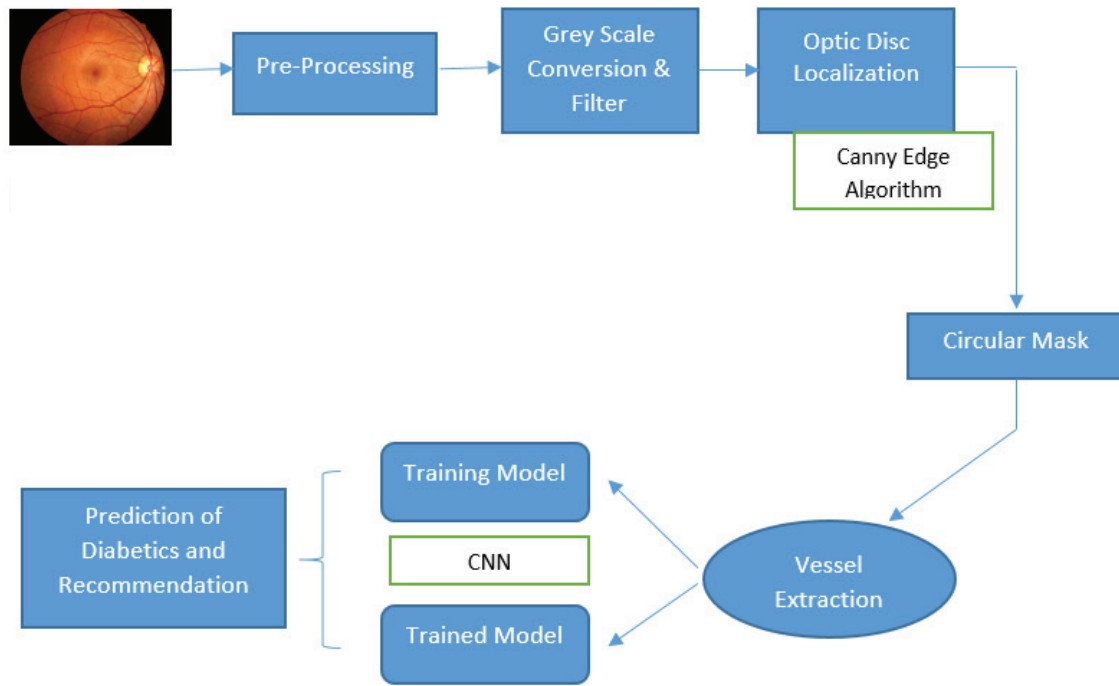 Pre-Processing
Grey Scale
Conversion &
Filter
Optic Disc
Localization
Canny Edge
Algorithm
Circular Mask
Vessel
Extraction
Training Model
CNN
Trained Model
Prediction of
Diabetics and
Recommendation